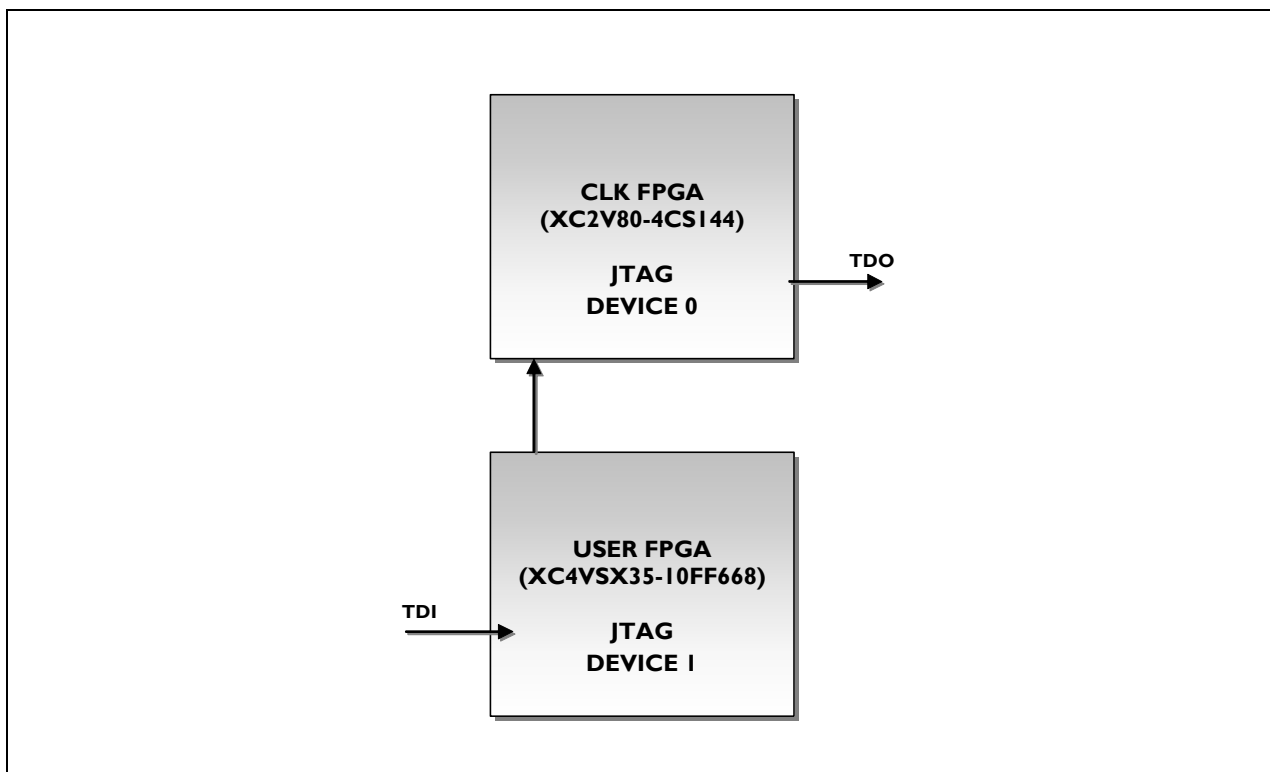 CLK FPGA
(XC2V80-4CS144)
JTAG
DEVICE 0
TDO
USER FPGA
(XC4VSX35-10FF668)
TDI
JTAG
DEVICE 1